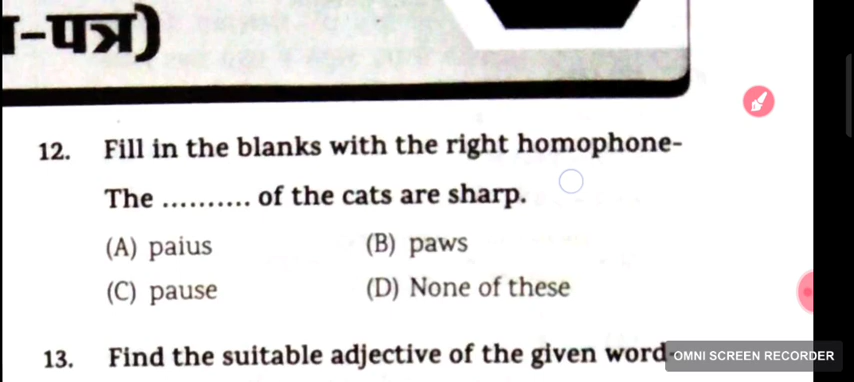 -पत्र)
12. Fill in the blanks with the right homophone-
The .......... of the cats are sharp.
(A) paius (B) paws
(C) pause (D) None of these
13. Find the suitable adjective of the given word-
OMNI SCREEN RECORDER